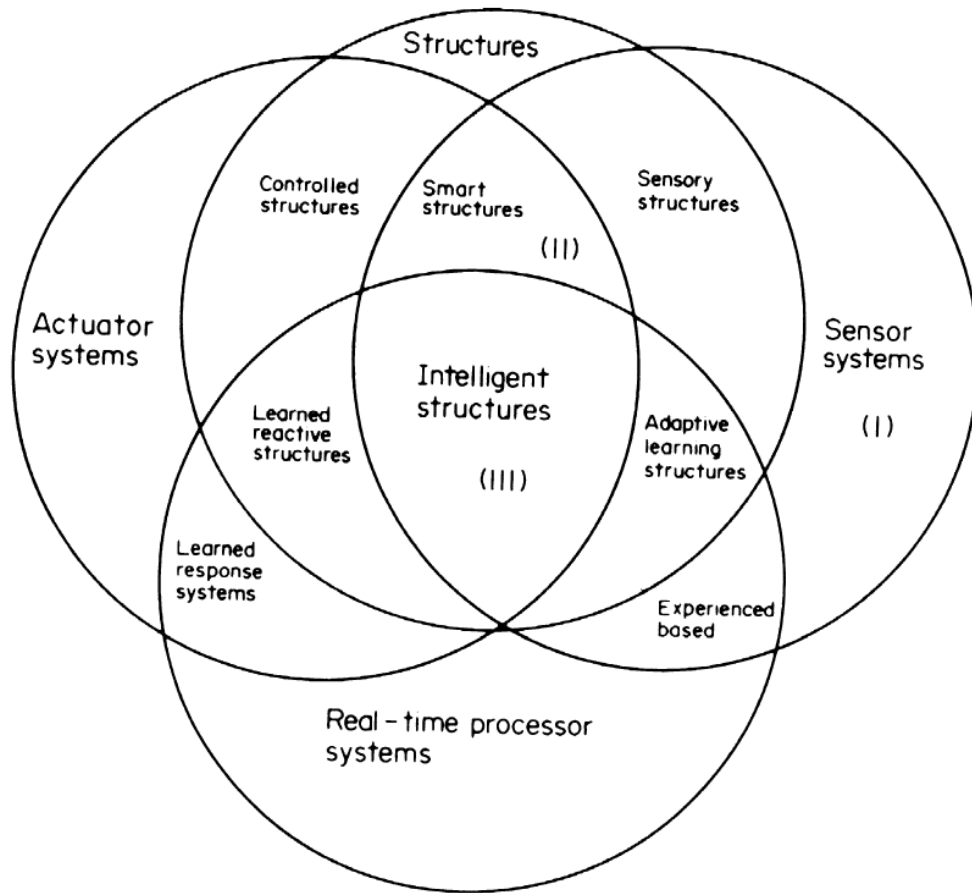 Structures
Controlled
structures
Smart
structures
(II)
Sensory
structures
Actuator
systems
Sensor
systems
(I)
Intelligent
structures
(III)
Learned
reactive
structures
Adaptive
learning
structures
Learned
response
systems
Experienced
based
Real-time processor
systems